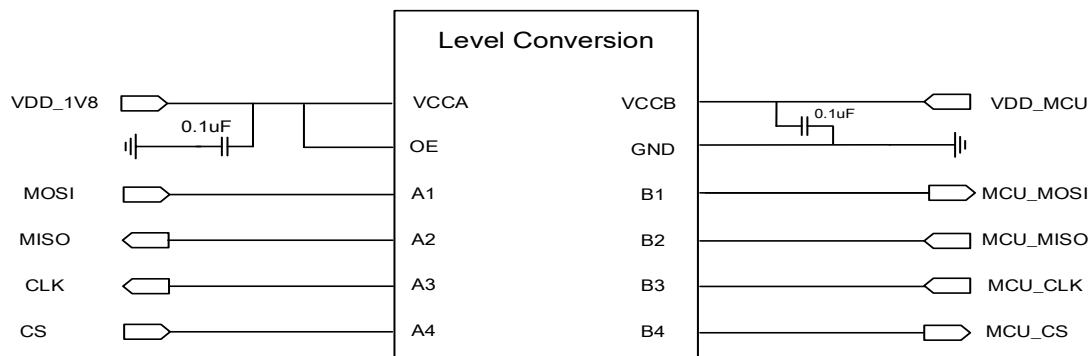 Level Conversion
VDD_1V8
VCCA
VCCB
VDD_MCU
0.1uF
0.1uF
OE
GND
MOSI
A1
B1
MCU_MOSI
MISO
A2
B2
MCU_MISO
CLK
A3
B3
MCU_CLK
CS
A4
B4
MCU_CS